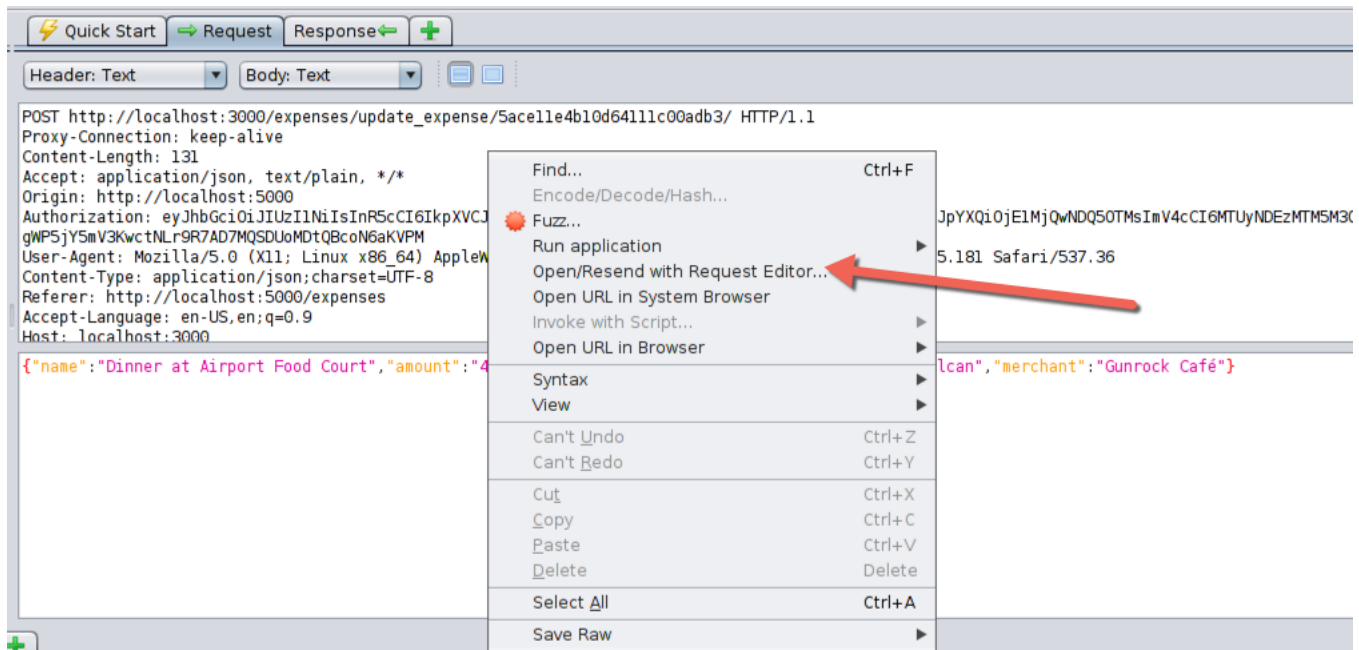 Quick Start Request Response
Header: Text Body: Text
POST http://localhost:3000/expenses/update_expense/5ace11e4b10d64111c00adb3/ HTTP/1.1
Proxy-Connection: keep-alive
Content-Length: 131
Accept: application/json, text/plain, */*
Origin: http://localhost:5000
Authorization: eyJhbGciOiJIUzI1NiIsInR5cCI6IkpXVCJ JpYXQiOjE1MjQwNDQ5OTMsImV4cCI6MTUyNDEzMTM5M30
gWP5jY5mV3KwctNLr9R7AD7MQSDUoMDtQBcoN6aKVPM
User-Agent: Mozilla/5.0 (X11; Linux x86_64) AppleW 5.181 Safari/537.36
Content-Type: application/json;charset=UTF-8
Referer: http://localhost:5000/expenses
Accept-Language: en-US,en;q=0.9
Host: localhost:3000
{"name":"Dinner at Airport Food Court","amount":"4 lcan","merchant":"Gunrock Café"}
Find... Ctrl+F
Encode/Decode/Hash...
Fuzz...
Run application
Open/Resend with Request Editor...
Open URL in System Browser
Invoke with Script...
Open URL in Browser
Syntax
View
Can't Undo Ctrl+Z
Can't Redo Ctrl+Y
Cut Ctrl+X
Copy Ctrl+C
Paste Ctrl+V
Delete Delete
Select All Ctrl+A
Save Raw